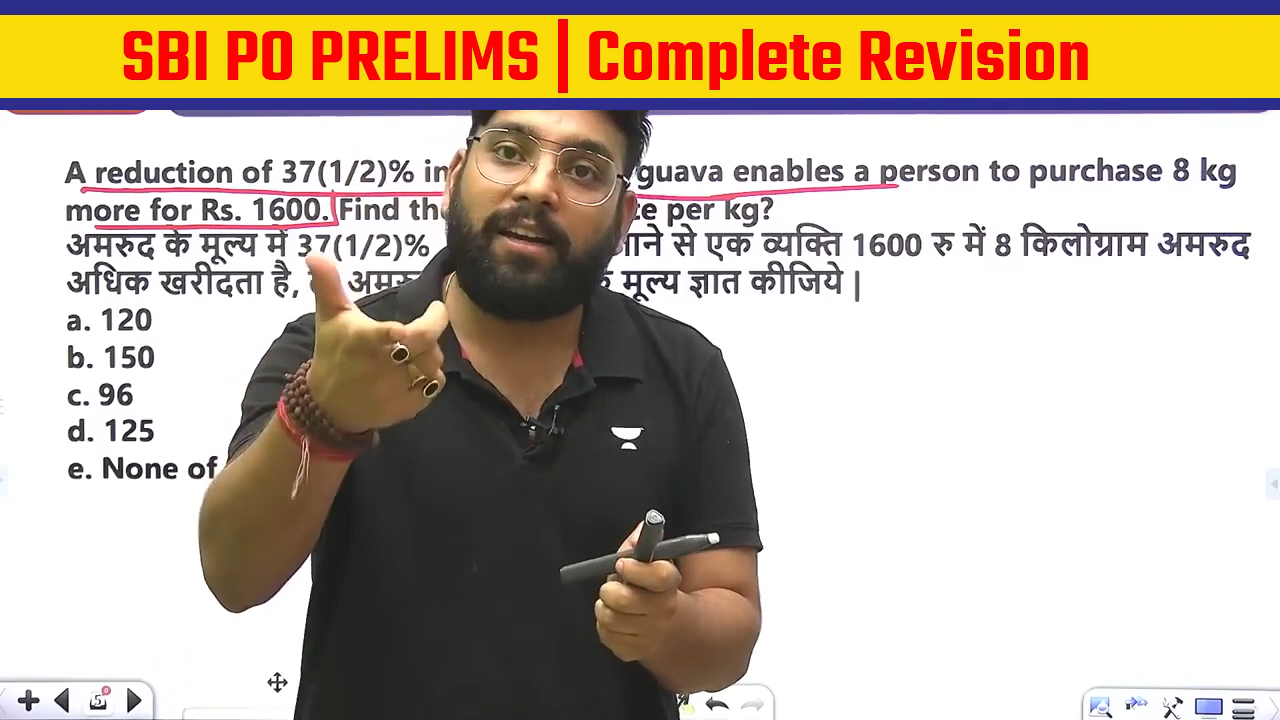 SBI PO PRELIMS | Complete Revision
A reduction of 37(1/2)% in guava enables a person to purchase 8 kg
more for Rs. 1600. Find the per kg?
अमरुद के मूल्य में 37(1/2)% आने से एक व्यक्ति 1600 रु में 8 किलोग्राम अमरुद
अधिक खरीदता है, मूल्य ज्ञात कीजिये |
a. 120
b. 150
c. 96
d. 125
e. None of